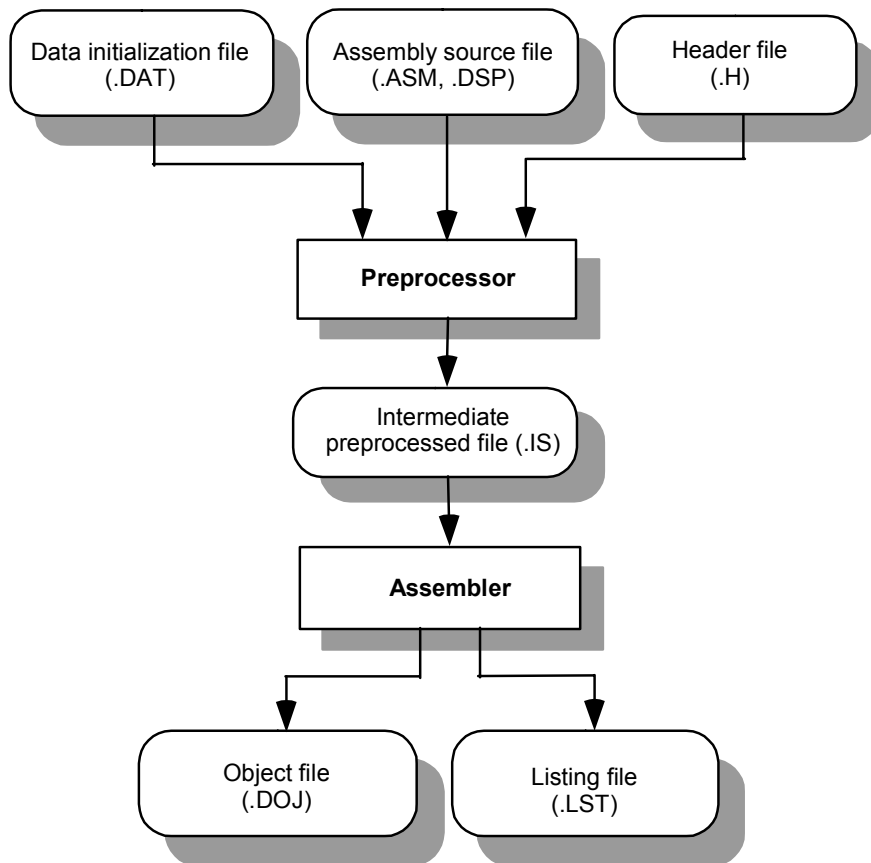 Data initialization file
(.DAT)
Assembly source file
(.ASM, .DSP)
Header file
(.H)
Preprocessor
Intermediate
preprocessed file (.IS)
Assembler
Object file
(.DOJ)
Listing file
(.LST)